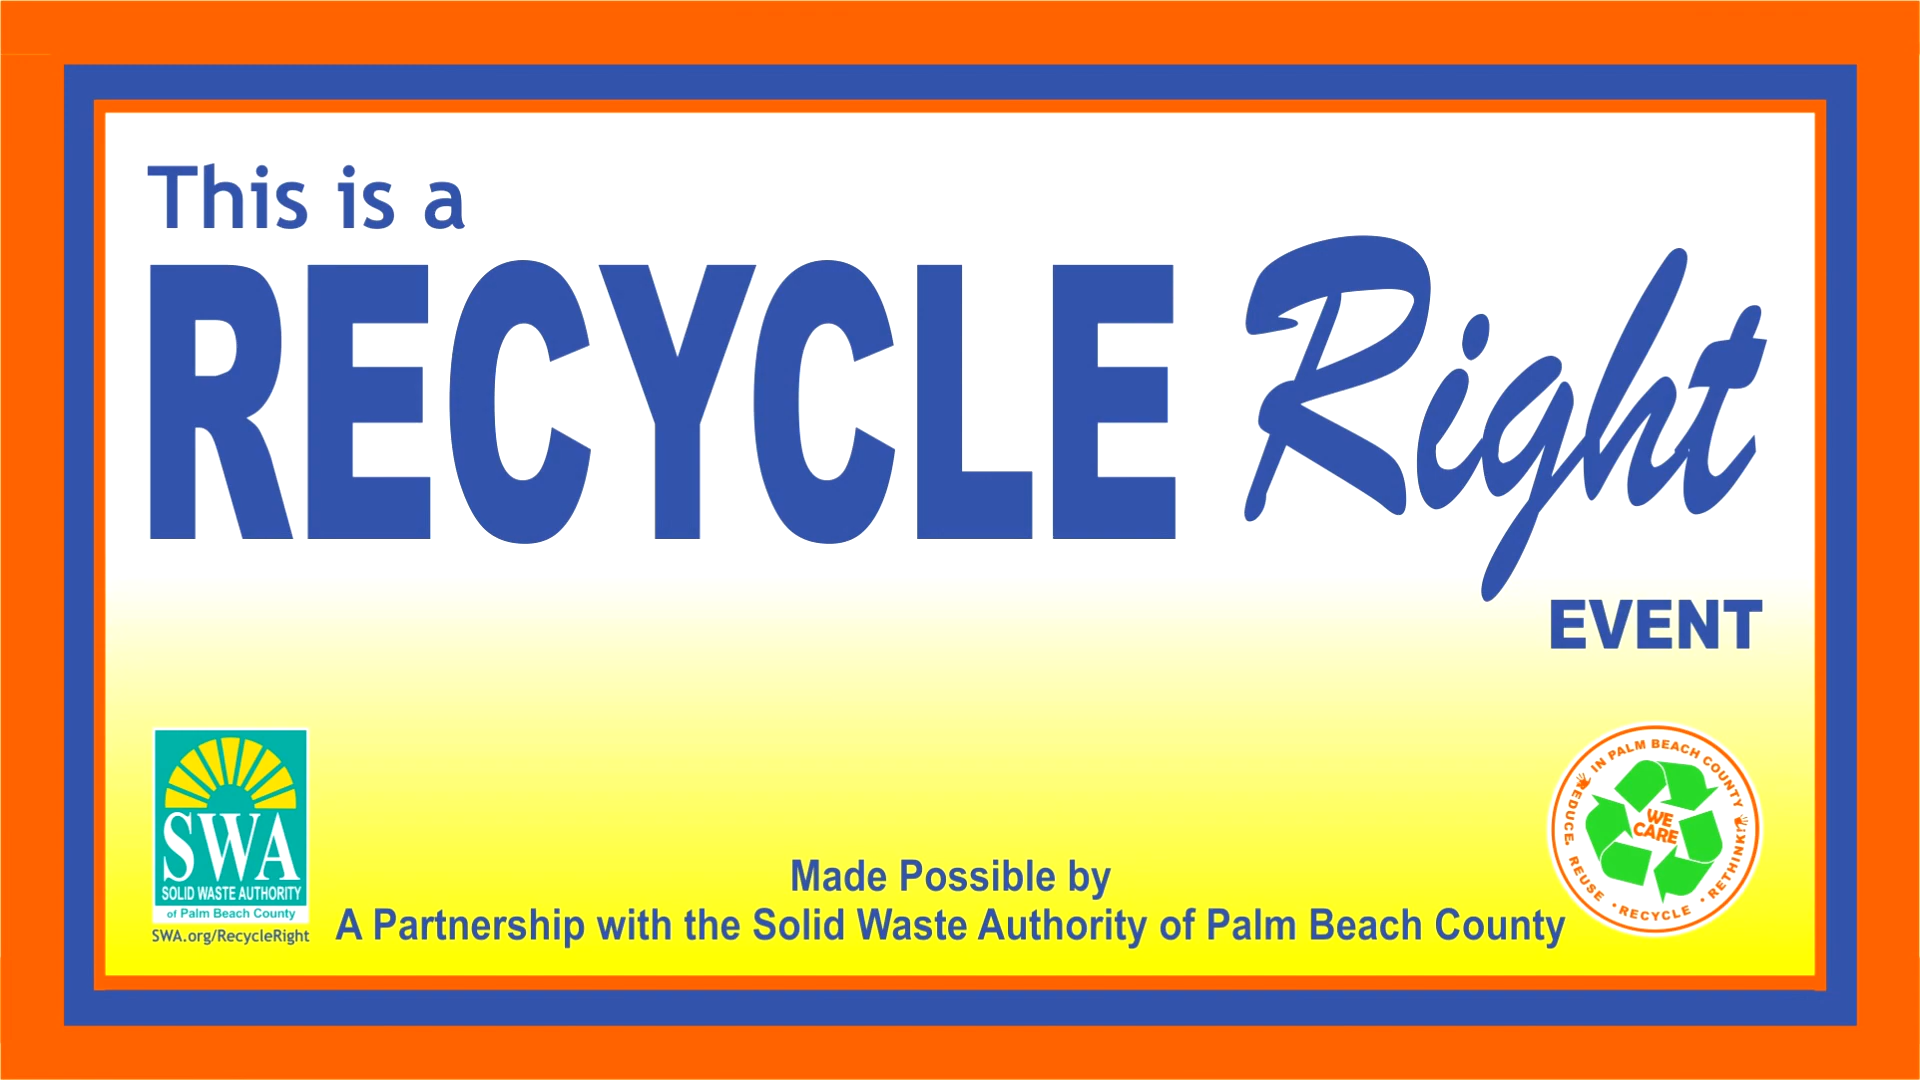 This is a
RECYCLE Right
EVENT
SWA
SOLID WASTE AUTHORITY
of Palm Beach County
SWA.org/RecycleRight
Made Possible by
A Partnership with the Solid Waste Authority of Palm Beach County
IN PALM BEACH COUNTY
WE
CARE
REDUCE. REUSE • RECYCLE • RETHINK!